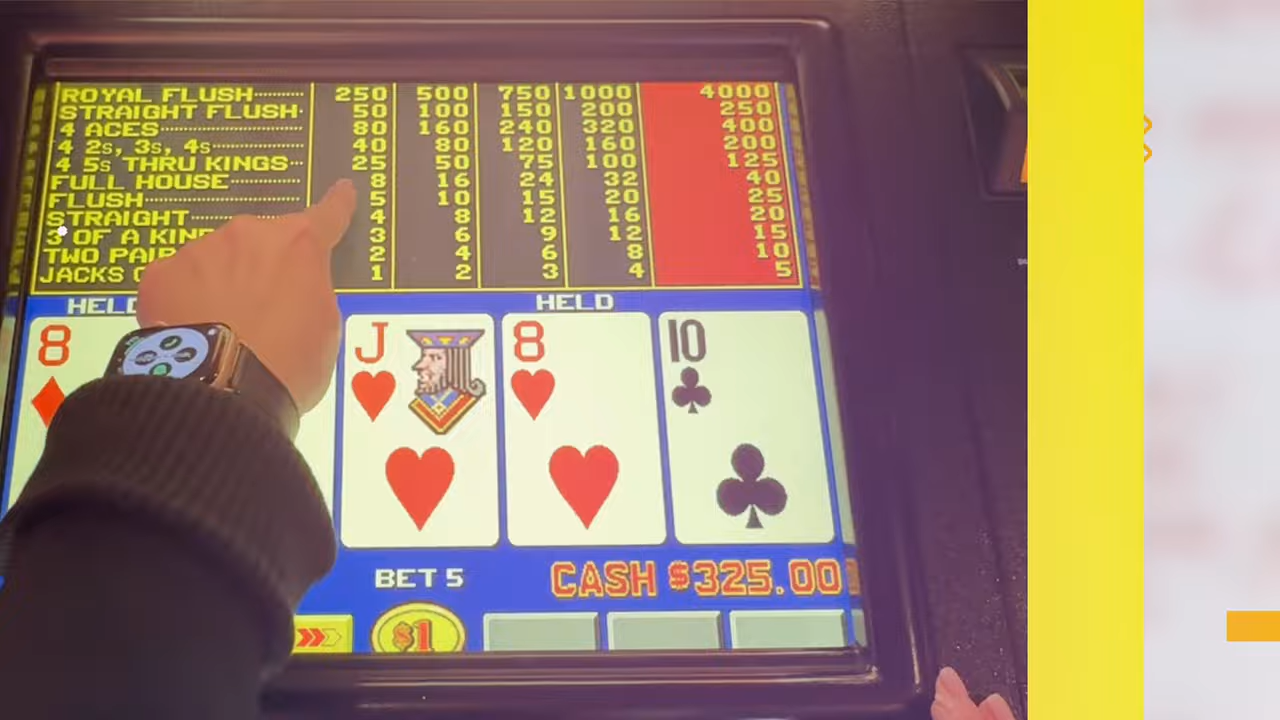 ROYAL FLUSH 250 500 750 1000 4000
STRAIGHT FLUSH 50 100 150 200 250
4 ACES 80 160 240 320 400
4 2s, 3s, 4s 40 80 120 160 200
4 5s THRU KINGS 25 50 75 100 125
FULL HOUSE 8 16 24 32 40
FLUSH 5 10 15 20 25
STRAIGHT 4 8 12 16 20
3 OF A KIN 3 6 9 12 15
TWO PAIR 2 4 6 8 10
JACKS 1 2 3 4 5
HELD HELD
8 J 8 10
BET 5 CASH $325.00
$1